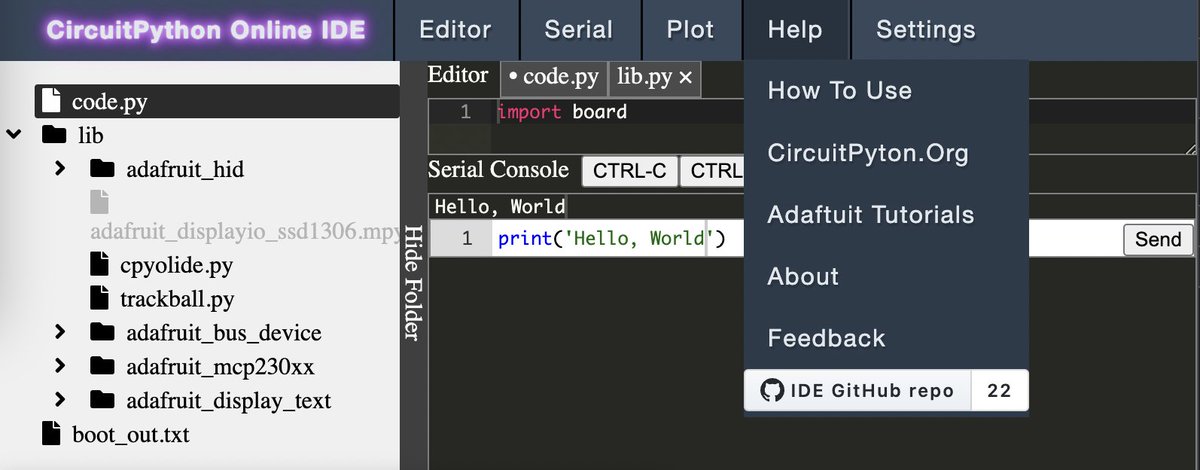 CircuitPython Online IDE Editor Serial Plot Help Settings
code.py
lib
adafruit_hid
adafruit_displayio_ssd1306.mpy
cpyolide.py
trackball.py
adafruit_bus_device
adafruit_mcp230xx
adafruit_display_text
boot_out.txt
Hide Folder
Editor • code.py lib.py ×
1 import board
Serial Console CTRL-C CTRL
Hello, World
1 print('Hello, World')
Send
How To Use
CircuitPyton.Org
Adaftuit Tutorials
About
Feedback
IDE GitHub repo 22